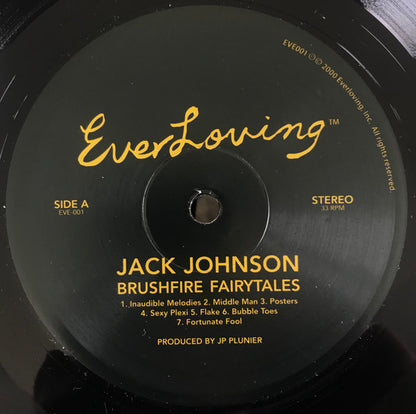 EVE001 ℗© 2000 Everloving, Inc. All rights reserved.
EverLoving™
SIDE A
EVE-001
STEREO
33 RPM
JACK JOHNSON
BRUSHFIRE FAIRYTALES
1. Inaudible Melodies 2. Middle Man 3. Posters
4. Sexy Plexi 5. Flake 6. Bubble Toes
7. Fortunate Fool
PRODUCED BY JP PLUNIER